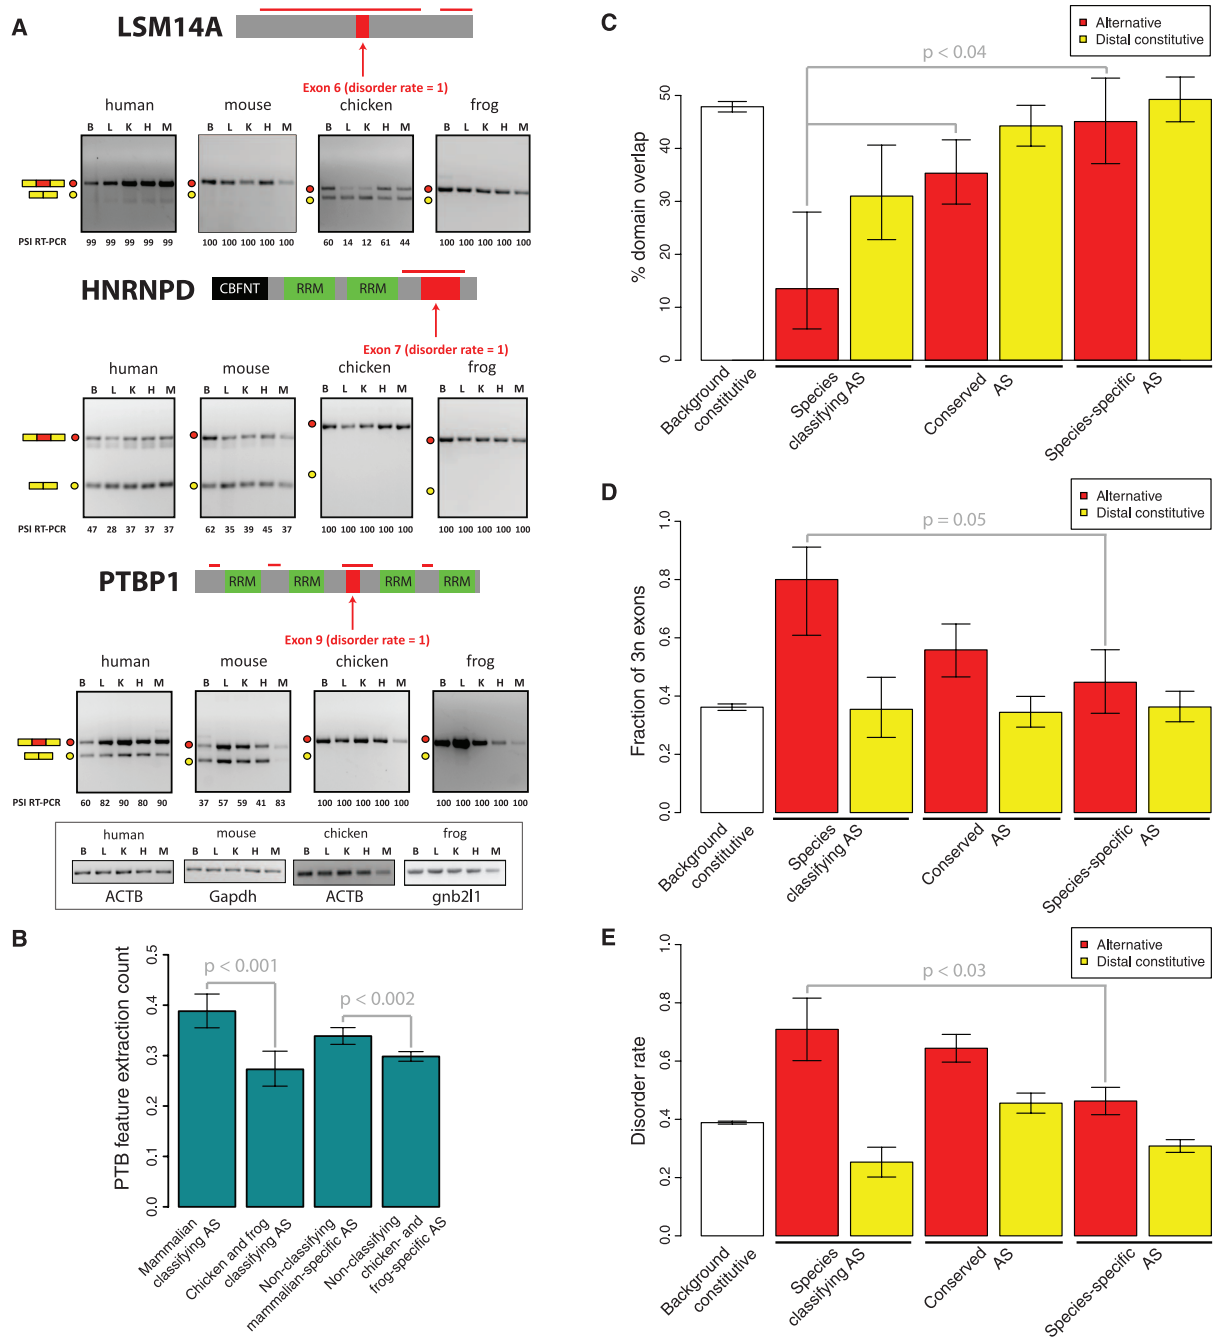 A
LSM14A
Exon 6 (disorder rate = 1)
human mouse chicken frog
B L K H M B L K H M B L K H M B L K H M
PSI RT-PCR 99 99 99 99 99 100 100 100 100 100 60 14 12 61 44 100 100 100 100 100
HNRNPD CBFNT RRM RRM
Exon 7 (disorder rate = 1)
human mouse chicken frog
B L K H M B L K H M B L K H M B L K H M
PSI RT-PCR 47 28 37 37 37 62 35 39 45 37 100 100 100 100 100 100 100 100 100 100
PTBP1 RRM RRM RRM RRM
Exon 9 (disorder rate = 1)
human mouse chicken frog
B L K H M B L K H M B L K H M B L K H M
PSI RT-PCR 60 82 90 80 90 37 57 59 41 83 100 100 100 100 100 100 100 100 100 100
human mouse chicken frog
B L K H M B L K H M B L K H M B L K H M
ACTB Gapdh ACTB gnb2l1
B
PTB feature extraction count
0.0 0.1 0.2 0.3 0.4 0.5
p < 0.001
p < 0.002
Mammalian
classifying AS
Chicken and frog
classifying AS
Non-classifying
mammalian-specific AS
Non-classifying
chicken- and
frog-specific AS
C
Alternative
Distal constitutive
p < 0.04
% domain overlap
0 10 20 30 40 50
Background
constitutive
Species
classifying AS
Conserved
AS
Species-specific
AS
D
Alternative
Distal constitutive
p = 0.05
Fraction of 3n exons
0.0 0.2 0.4 0.6 0.8 1.0
Background
constitutive
Species
classifying AS
Conserved
AS
Species-specific
AS
E
Alternative
Distal constitutive
p < 0.03
Disorder rate
0.0 0.2 0.4 0.6 0.8 1.0
Background
constitutive
Species
classifying AS
Conserved
AS
Species-specific
AS